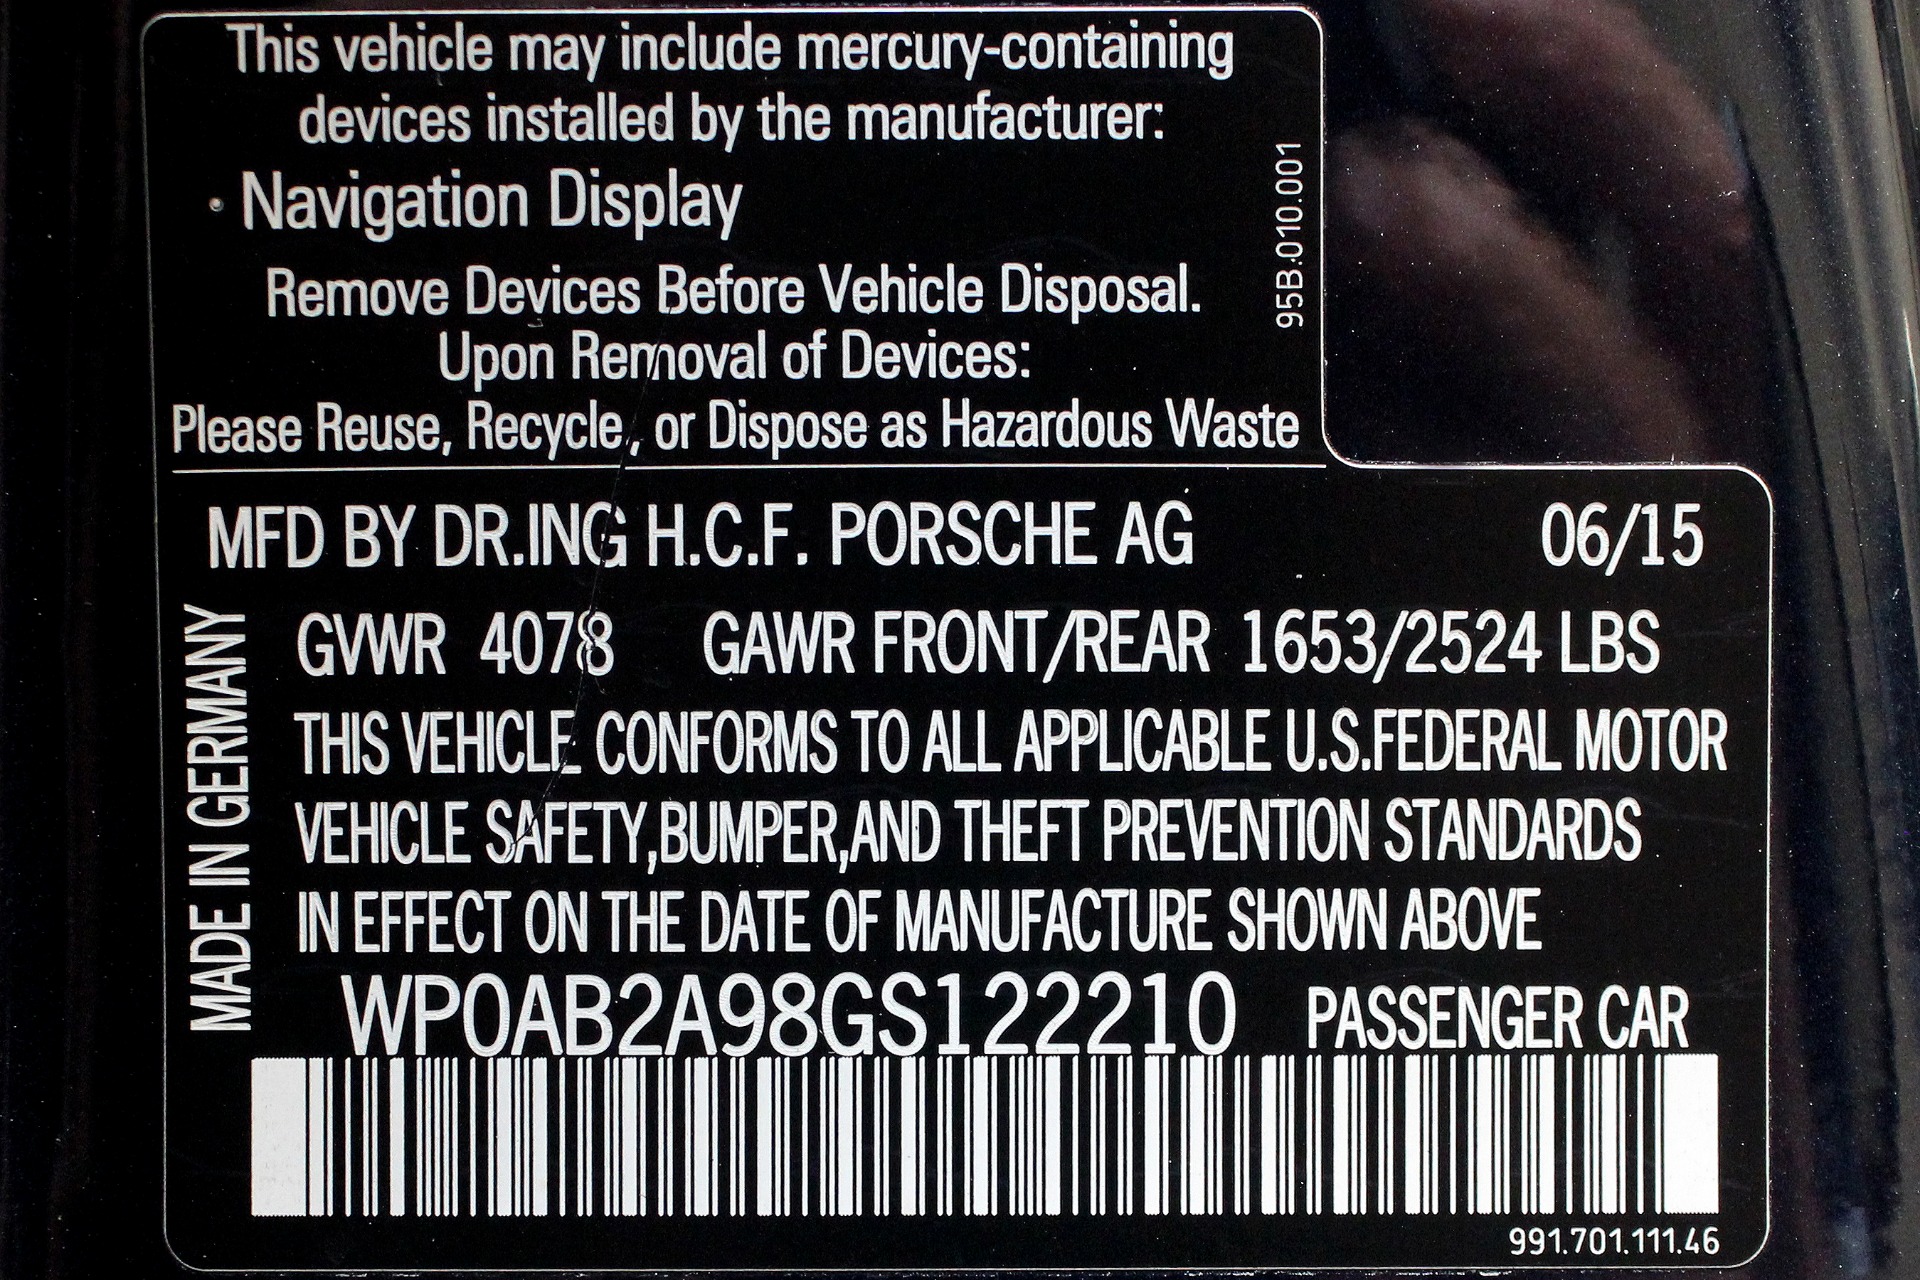 This vehicle may include mercury-containing
devices installed by the manufacturer:
• Navigation Display
Remove Devices Before Vehicle Disposal.
Upon Removal of Devices:
Please Reuse, Recycle, or Dispose as Hazardous Waste
95B.010.001
MFD BY DR.ING H.C.F. PORSCHE AG 06/15
GVWR 4078 GAWR FRONT/REAR 1653/2524 LBS
THIS VEHICLE CONFORMS TO ALL APPLICABLE U.S.FEDERAL MOTOR
VEHICLE SAFETY,BUMPER,AND THEFT PREVENTION STANDARDS
IN EFFECT ON THE DATE OF MANUFACTURE SHOWN ABOVE
MADE IN GERMANY
WP0AB2A98GS122210 PASSENGER CAR
991.701.111.46